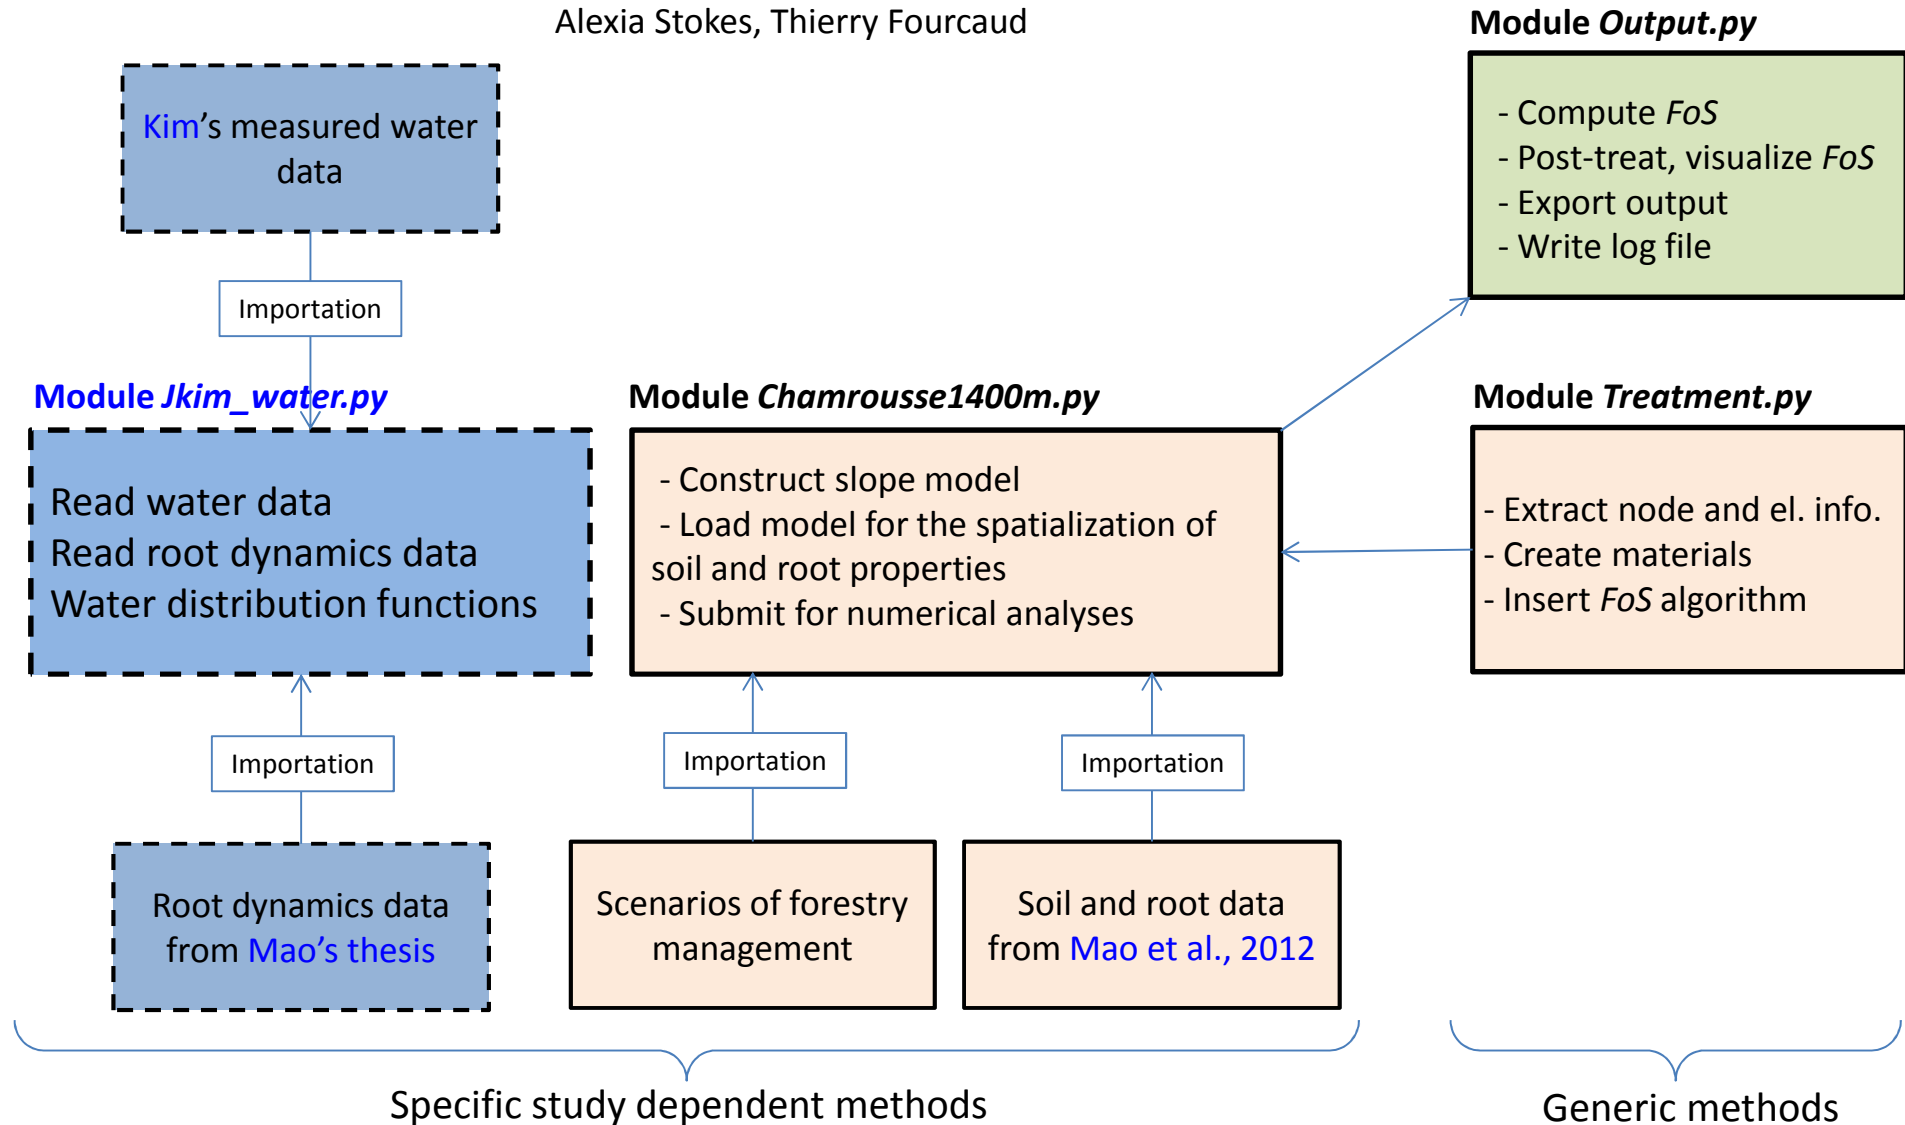 Alexia Stokes, Thierry Fourcaud
Module Output.py
Kim's measured water
data
- Compute FoS
- Post-treat, visualize FoS
- Export output
- Write log file
Importation
Module Jkim_water.py
Module Chamrousse1400m.py
Module Treatment.py
Read water data
Read root dynamics data
Water distribution functions
- Construct slope model
- Load model for the spatialization of
soil and root properties
- Submit for numerical analyses
- Extract node and el. info.
- Create materials
- Insert FoS algorithm
Importation
Importation
Importation
Root dynamics data
from Mao’s thesis
Scenarios of forestry
management
Soil and root data
from Mao et al., 2012
Specific study dependent methods
Generic methods